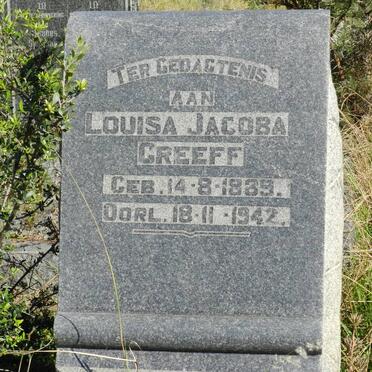 TER GEDAGTENIS
AAN
LOUISA JACOBA
GREEFF
GEB. 14-8-1889.
OORL. 18-11-1942.